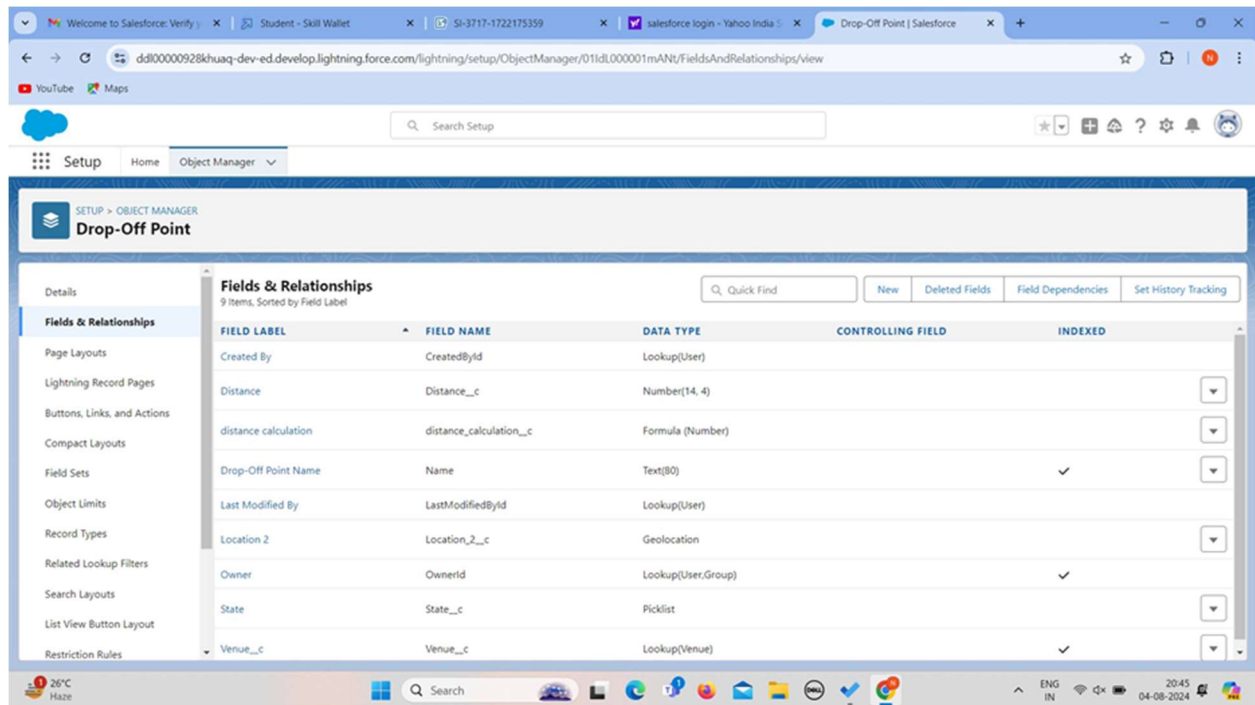 Welcome to Salesforce: Verify y
Student - Skill Wallet
SI-3717-1722175359
salesforce login - Yahoo India S
Drop-Off Point | Salesforce
ddl00000928khuaq-dev-ed.develop.lightning.force.com/lightning/setup/ObjectManager/01IdL000001mANt/FieldsAndRelationships/view
N
YouTube
Maps
Search Setup
Setup
Home
Object Manager
SETUP > OBJECT MANAGER
Drop-Off Point
Details
Fields & Relationships
Page Layouts
Lightning Record Pages
Buttons, Links, and Actions
Compact Layouts
Field Sets
Object Limits
Record Types
Related Lookup Filters
Search Layouts
List View Button Layout
Restriction Rules
Fields & Relationships
9 Items, Sorted by Field Label
Quick Find
New
Deleted Fields
Field Dependencies
Set History Tracking
FIELD LABEL FIELD NAME DATA TYPE CONTROLLING FIELD INDEXED
Created By CreatedById Lookup(User)
Distance Distance__c Number(14, 4)
distance calculation distance_calculation__c Formula (Number)
Drop-Off Point Name Name Text(80)
Last Modified By LastModifiedById Lookup(User)
Location 2 Location_2__c Geolocation
Owner OwnerId Lookup(User,Group)
State State__c Picklist
Venue__c Venue__c Lookup(Venue)
1
26°C
Haze
Search
DELL
ENG
IN
20:45
04-08-2024